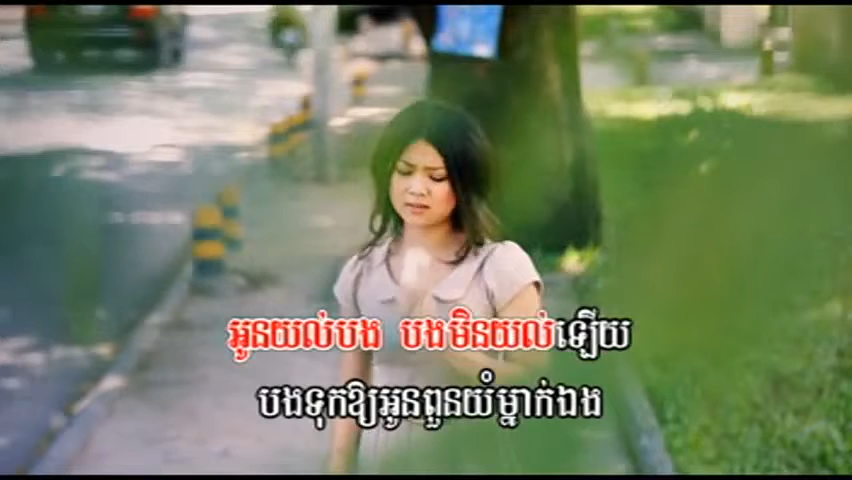 អូនយល់បង បងមិនយល់ឡើយ
បងទុកឱ្យអូនពួនយំម្នាក់ឯង